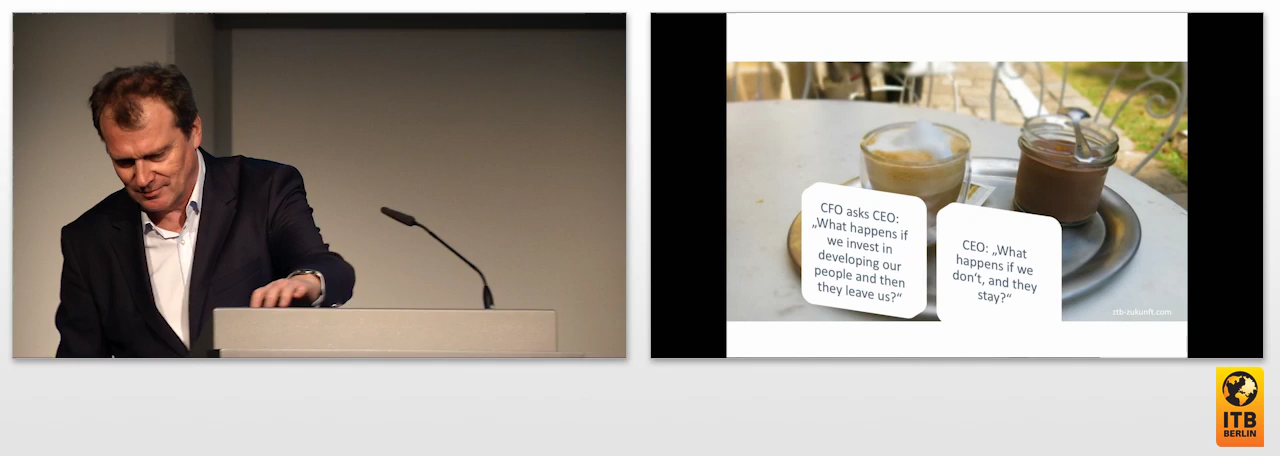 CFO asks CEO:
„What happens if
we invest in
developing our
people and then
they leave us?“
CEO: „What
happens if we
don‘t, and they
stay?“
ztb-zukunft.com
ITB
BERLIN